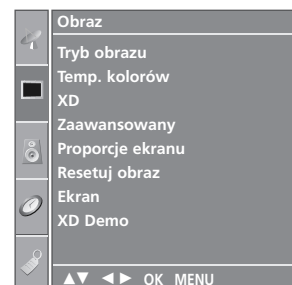 Obraz
Tryb obrazu
Temp. kolorów
XD
Zaawansowany
Proporcje ekranu
Resetuj obraz
Ekran
XD Demo
▲▼ ◄► OK MENU